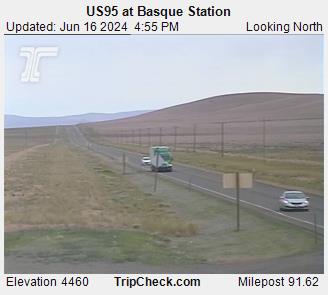 US95 at Basque Station
Updated: Jun 16 2024 4:55 PM Looking North
Elevation 4460 TripCheck.com Milepost 91.62